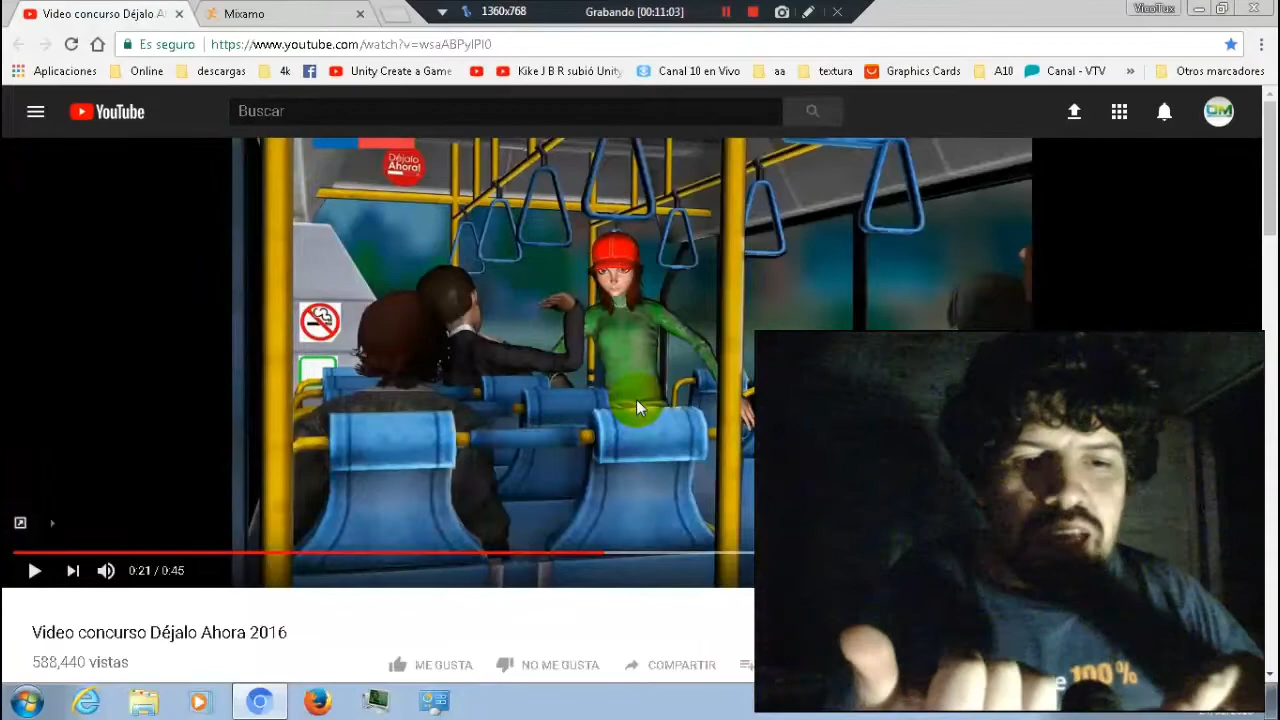 1360x768
Grabando [00:11:03]
VicoTux
Video concurso Déjalo A
Mixamo
Es seguro
https://www.youtube.com/watch?v=wsaABPyIPI0
Aplicaciones
Online
descargas
4k
Unity Create a Game
Kike J B R subió Unity
Canal 10 en Vivo
aa
textura
Graphics Cards
A10
Canal - VTV
»
Otros marcadores
YouTube
Buscar
Déjalo
Ahora!
0:21 / 0:45
Video concurso Déjalo Ahora 2016
588,440 vistas
ME GUSTA
NO ME GUSTA
COMPARTIR
100%